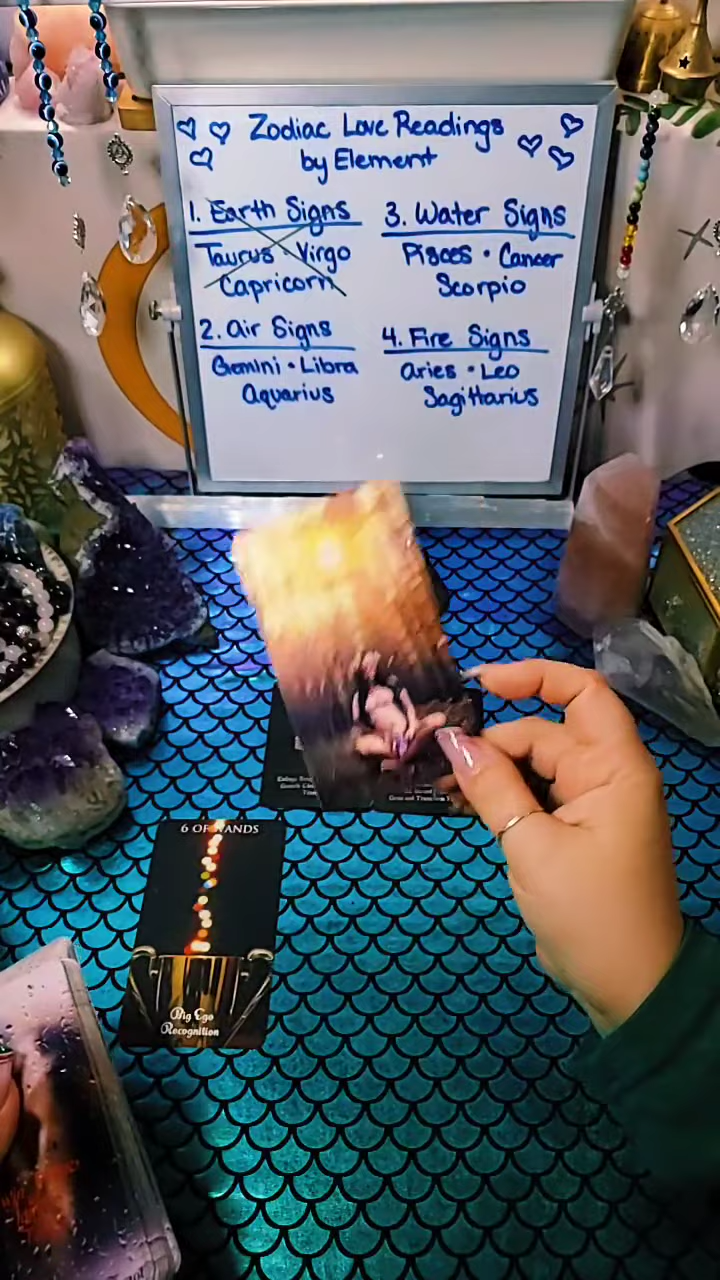 Zodiac Love Readings
by Element
1. Earth Signs
Taurus · Virgo
Capricorn
2. Air Signs
Gemini · Libra
Aquarius
3. Water Signs
Pisces · Cancer
Scorpio
4. Fire Signs
Aries · Leo
Sagittarius
6 OF WANDS
Big Ego
Recognition